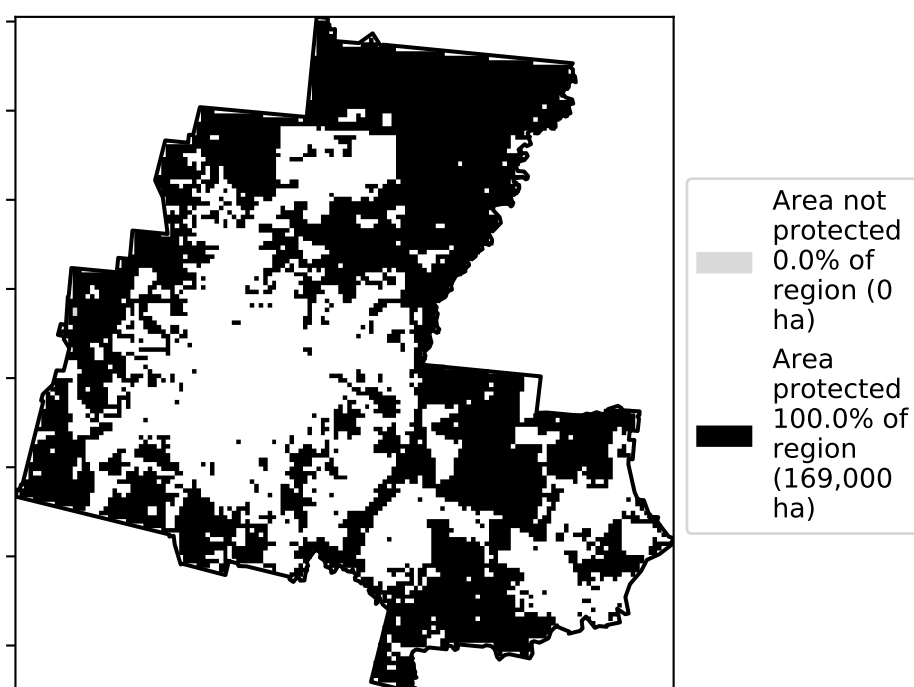 Area not
protected
0.0% of
region (0
ha)
Area
protected
100.0% of
region
(169,000
ha)